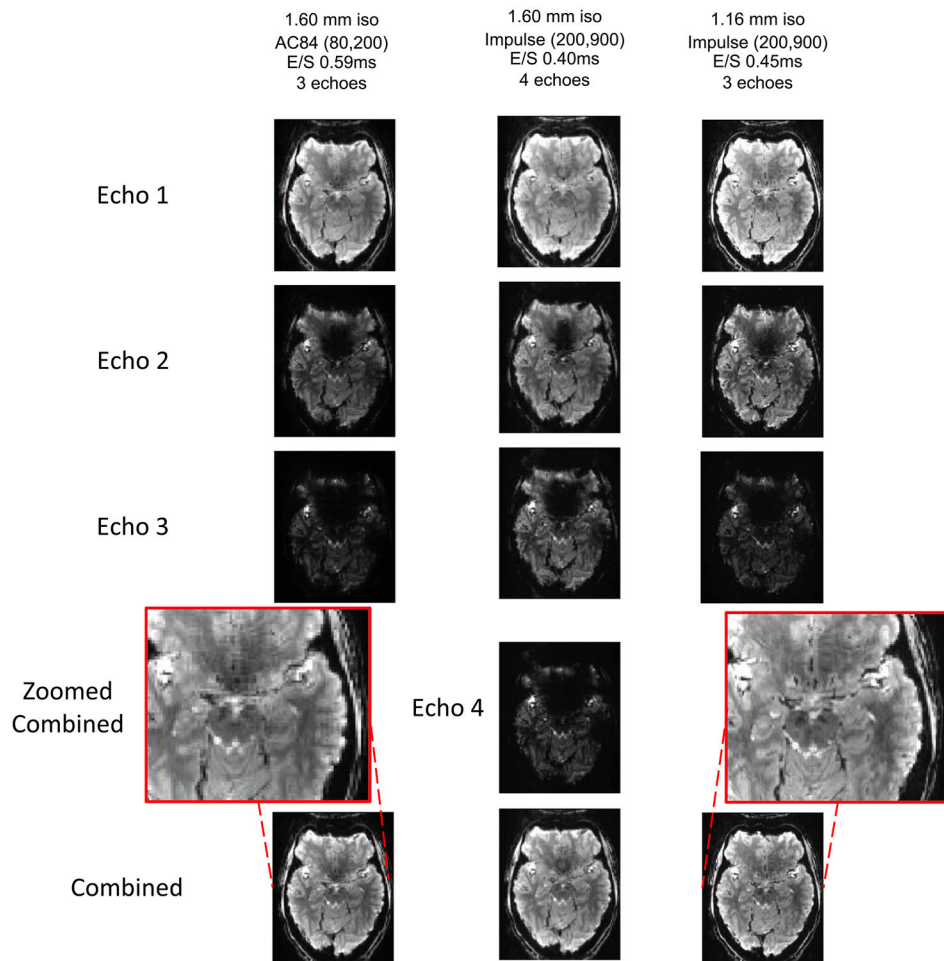 1.60 mm iso
AC84 (80,200)
E/S 0.59ms
3 echoes
1.60 mm iso
Impulse (200,900)
E/S 0.40ms
4 echoes
1.16 mm iso
Impulse (200,900)
E/S 0.45ms
3 echoes
Echo 1
Echo 2
Echo 3
Zoomed
Combined
Echo 4
Combined